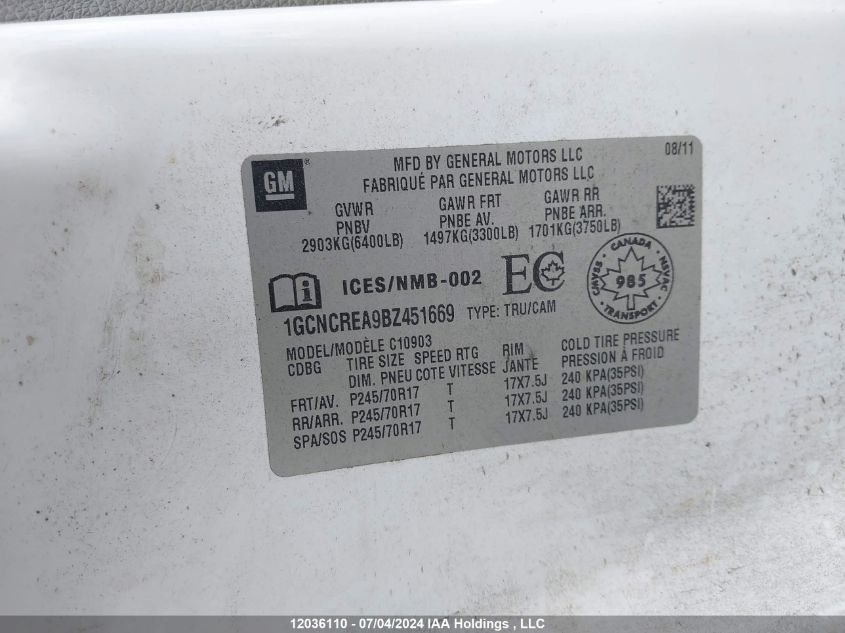 GM
MFD BY GENERAL MOTORS LLC
08/11
FABRIQUÉ PAR GENERAL MOTORS LLC
GVWR GAWR FRT GAWR RR
PNBV PNBE AV. PNBE ARR.
2903KG(6400LB) 1497KG(3300LB) 1701KG(3750LB)
ICES/NMB-002 EC
CANADA
CMVSS 985 NSVAC
TRANSPORT
1GCNCREA9BZ451669 TYPE: TRU/CAM
MODEL/MODÈLE C10903
CDBG TIRE SIZE SPEED RTG RIM COLD TIRE PRESSURE
DIM. PNEU COTE VITESSE JANTE PRESSION À FROID
FRT/AV. P245/70R17 T 17X7.5J 240 KPA(35PSI)
RR/ARR. P245/70R17 T 17X7.5J 240 KPA(35PSI)
SPA/SOS P245/70R17 T 17X7.5J 240 KPA(35PSI)
12036110 - 07/04/2024 IAA Holdings , LLC